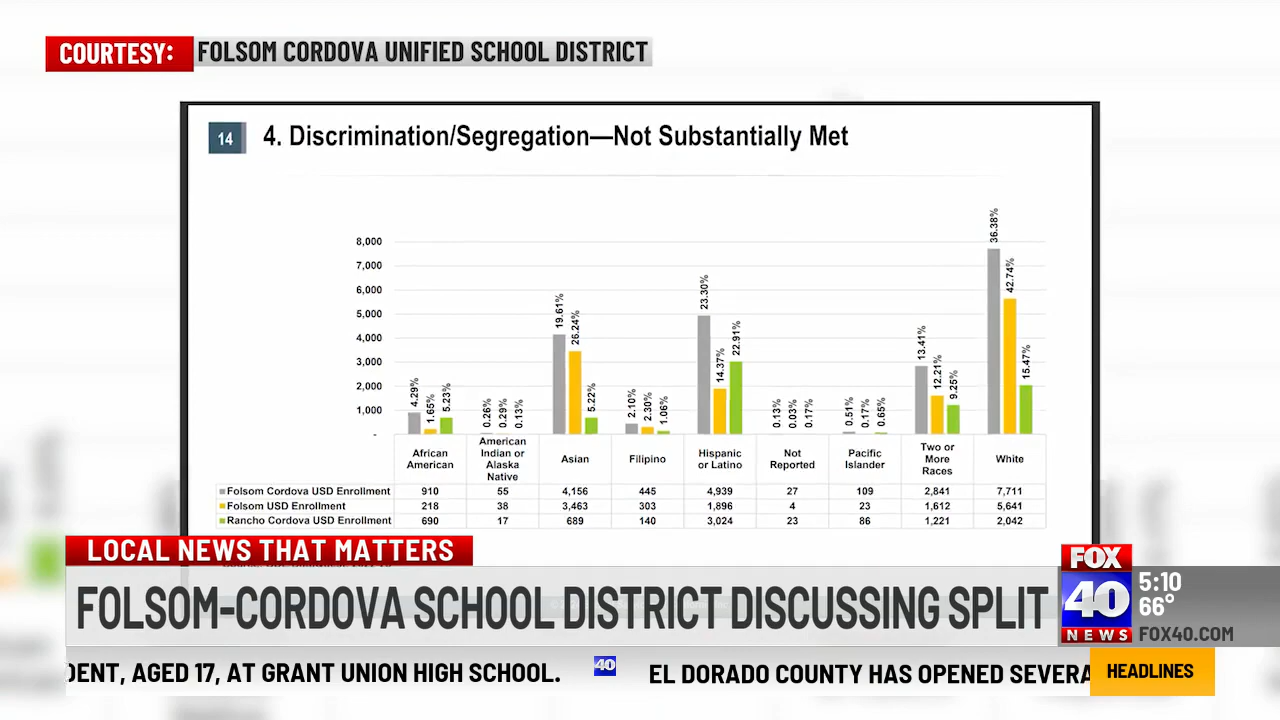 COURTESY: FOLSOM CORDOVA UNIFIED SCHOOL DISTRICT
14 4. Discrimination/Segregation—Not Substantially Met
8,000
7,000
6,000
5,000
4,000
3,000
2,000
1,000
-
4.29% 1.65% 5.23%
0.26% 0.29% 0.13%
19.61% 26.24% 5.22%
2.10% 2.30% 1.06%
23.30% 14.37% 22.91%
0.13% 0.03% 0.17%
0.51% 0.17% 0.65%
13.41% 12.21% 9.25%
36.38% 42.74% 15.47%
African American
American Indian or Alaska Native
Asian
Filipino
Hispanic or Latino
Not Reported
Pacific Islander
Two or More Races
White
Folsom Cordova USD Enrollment 910 55 4,156 445 4,939 27 109 2,841 7,711
Folsom USD Enrollment 218 38 3,463 303 1,896 4 23 1,612 5,641
Rancho Cordova USD Enrollment 690 17 689 140 3,024 23 86 1,221 2,042
LOCAL NEWS THAT MATTERS
FOLSOM-CORDOVA SCHOOL DISTRICT DISCUSSING SPLIT
FOX
40
NEWS
5:10
66°
FOX40.COM
DENT, AGED 17, AT GRANT UNION HIGH SCHOOL. 40 EL DORADO COUNTY HAS OPENED SEVERA
HEADLINES